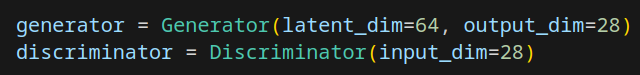 generator = Generator(latent_dim=64, output_dim=28)
discriminator = Discriminator(input_dim=28)